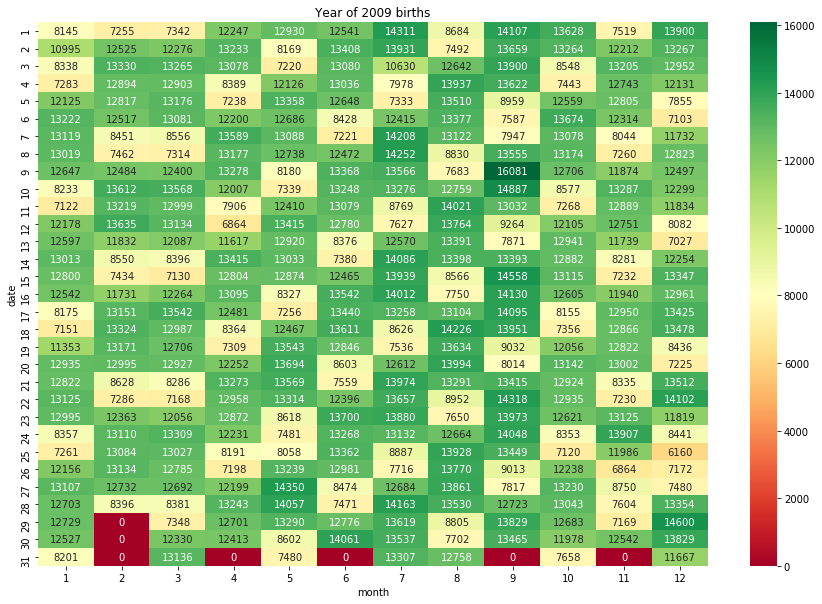 Year of 2009 births
1 8145 7255 7342 12247 12930 12541 14311 8684 14107 13628 7519 13900
2 10995 12525 12276 13233 8169 13408 13931 7492 13659 13264 12212 13267
3 8338 13330 13265 13078 7220 13080 10630 12642 13900 8548 13205 12952
4 7283 12894 12903 8389 12126 13036 7978 13937 13622 7443 12743 12131
5 12125 12817 13176 7238 13358 12648 7333 13510 8959 12559 12805 7855
6 13222 12517 13081 12200 12686 8428 12415 13377 7587 13674 12314 7103
7 13119 8451 8556 13589 13088 7221 14208 13122 7947 13078 8044 11732
8 13019 7462 7314 13177 12738 12472 14252 8830 13555 13174 7260 12823
9 12647 12484 12400 13278 8180 13368 13566 7683 16081 12706 11874 12497
10 8233 13612 13568 12007 7339 13248 13276 12759 14887 8577 13287 12299
11 7122 13219 12999 7906 12410 13079 8769 14021 13032 7268 12889 11834
12 12178 13635 13134 6864 13415 12780 7627 13764 9264 12105 12751 8082
13 12597 11832 12087 11617 12920 8376 12570 13391 7871 12941 11739 7027
14 13013 8550 8396 13415 13033 7380 14086 13398 13393 12882 8281 12254
15 12800 7434 7130 12804 12874 12465 13939 8566 14558 13115 7232 13347
16 12542 11731 12264 13095 8327 13542 14012 7750 14130 12605 11940 12961
17 8175 13151 13542 12481 7256 13440 13258 13104 14095 8155 12950 13425
18 7151 13324 12987 8364 12467 13611 8626 14226 13951 7356 12866 13478
19 11353 13171 12706 7309 13543 12846 7536 13634 9032 12056 12822 8436
20 12935 12995 12927 12252 13694 8603 12612 13994 8014 13142 13002 7225
21 12822 8628 8286 13273 13569 7559 13974 13291 13415 12924 8335 13512
22 13125 7286 7168 12958 13314 12396 13657 8952 14318 12935 7230 14102
23 12995 12363 12056 12872 8618 13700 13880 7650 13973 12621 13125 11819
24 8357 13110 13309 12231 7481 13268 13132 12664 14048 8353 13907 8441
25 7261 13084 13027 8191 8058 13362 8887 13928 13449 7120 11986 6160
26 12156 13134 12785 7198 13239 12981 7716 13770 9013 12238 6864 7172
27 13107 12732 12692 12199 14350 8474 12684 13861 7817 13230 8750 7480
28 12703 8396 8381 13243 14057 7471 14163 13530 12723 13043 7604 13354
29 12729 0 7348 12701 13290 12776 13619 8805 13829 12683 7169 14600
30 12527 0 12330 12413 8602 14061 13537 7702 13465 11978 12542 13829
31 8201 0 13136 0 7480 0 13307 12758 0 7658 0 11667
1 2 3 4 5 6 7 8 9 10 11 12
month
date
16000
14000
12000
10000
8000
6000
4000
2000
0